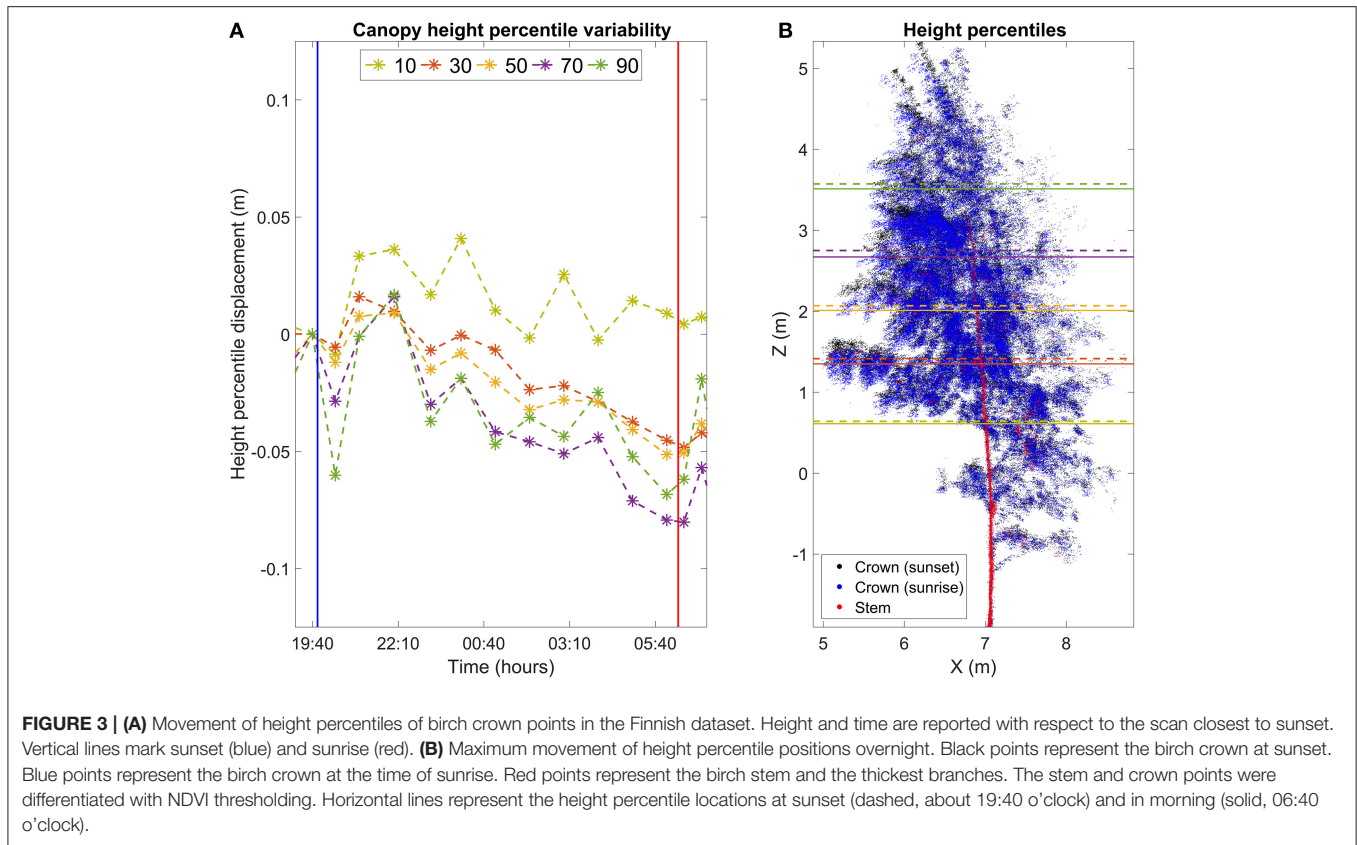 A Canopy height percentile variability
10 30 50 70 90
0.1
0.05
0
-0.05
-0.1
Height percentile displacement (m)
19:40 22:10 00:40 03:10 05:40
Time (hours)
B Height percentiles
5
4
3
2
1
0
-1
Z (m)
Crown (sunset)
Crown (sunrise)
Stem
5 6 7 8
X (m)
FIGURE 3 | (A) Movement of height percentiles of birch crown points in the Finnish dataset. Height and time are reported with respect to the scan closest to sunset.
Vertical lines mark sunset (blue) and sunrise (red). (B) Maximum movement of height percentile positions overnight. Black points represent the birch crown at sunset.
Blue points represent the birch crown at the time of sunrise. Red points represent the birch stem and the thickest branches. The stem and crown points were
differentiated with NDVI thresholding. Horizontal lines represent the height percentile locations at sunset (dashed, about 19:40 o'clock) and in morning (solid, 06:40
o'clock).